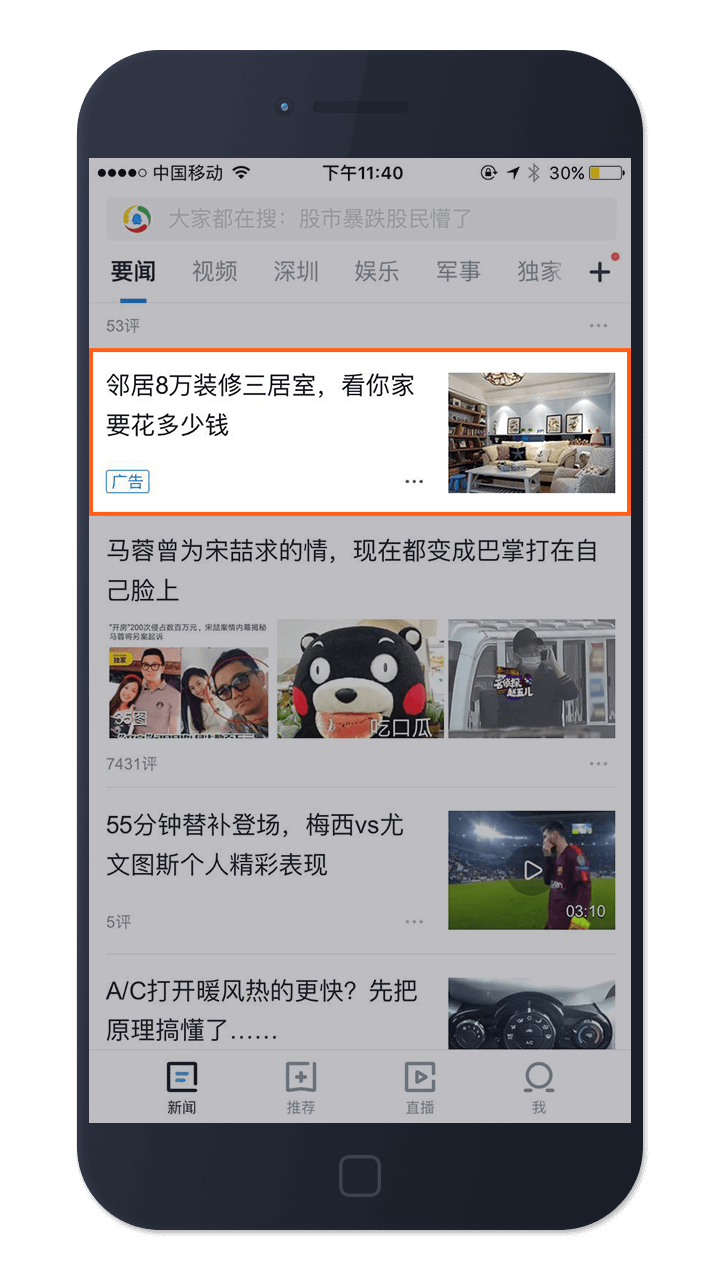 中国移动
下午11:40
30%
大家都在搜：股市暴跌股民懵了
要闻 视频 深圳 娱乐 军事 独家
53评
邻居8万装修三居室，看你家
要花多少钱
广告
马蓉曾为宋喆求的情，现在都变成巴掌打在自
己脸上
"开房"200次侵占数百万元，宋喆案情内幕揭秘
马蓉将另案起诉
独家
吃口瓜
名侦探
赵五儿
7431评
55分钟替补登场，梅西vs尤
文图斯个人精彩表现
03:10
5评
A/C打开暖风热的更快？先把
原理搞懂了……
A/C
新闻 推荐 直播 我